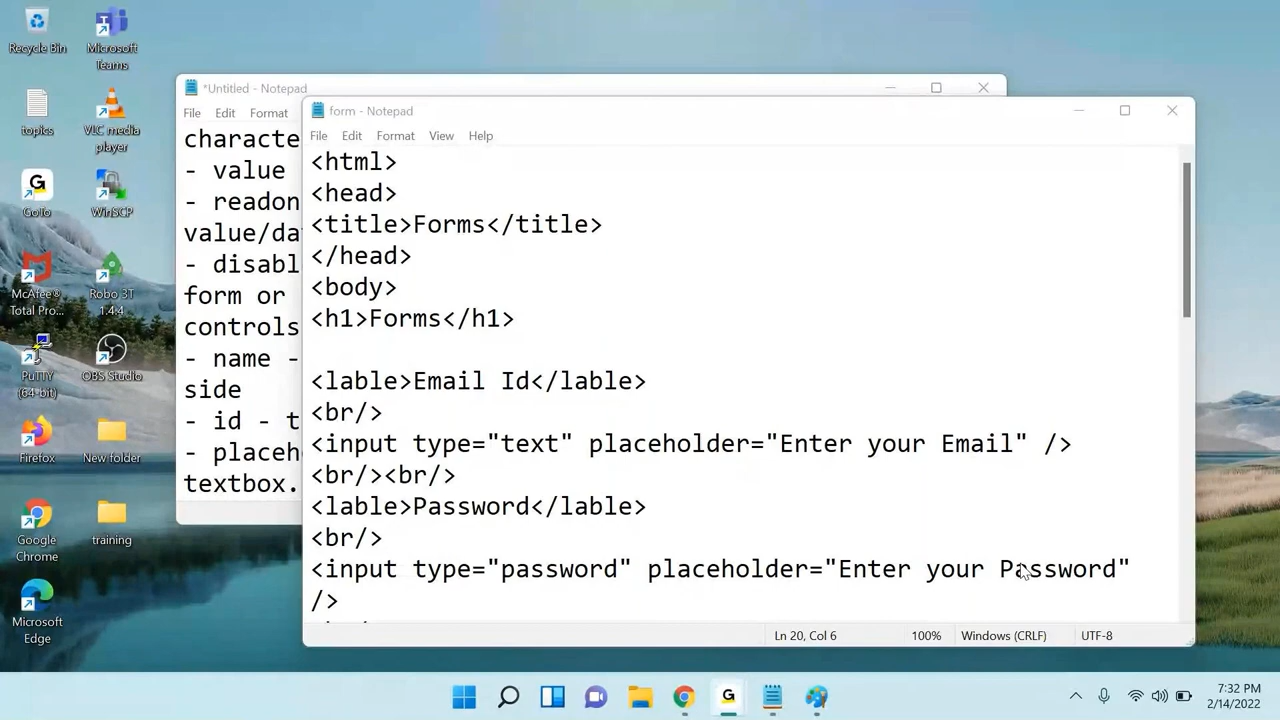 Recycle Bin
Microsoft
Teams
topics
VLC media
player
GoTo
WinSCP
McAfee®
Total Pro...
Robo 3T
1.4.4
PuTTY
(64-bit)
OBS Studio
Firefox
New folder
Google
Chrome
training
Microsoft
Edge
*Untitled - Notepad
File Edit Format
characte
- value
- readon
value/da
- disabl
form or
controls
- name -
side
- id - t
- placeh
textbox.
form - Notepad
File Edit Format View Help
<html>
<head>
<title>Forms</title>
</head>
<body>
<h1>Forms</h1>
<lable>Email Id</lable>
<br/>
<input type="text" placeholder="Enter your Email" />
<br/><br/>
<lable>Password</lable>
<br/>
<input type="password" placeholder="Enter your Password"
/>
Ln 20, Col 6 100% Windows (CRLF) UTF-8
7:32 PM
2/14/2022